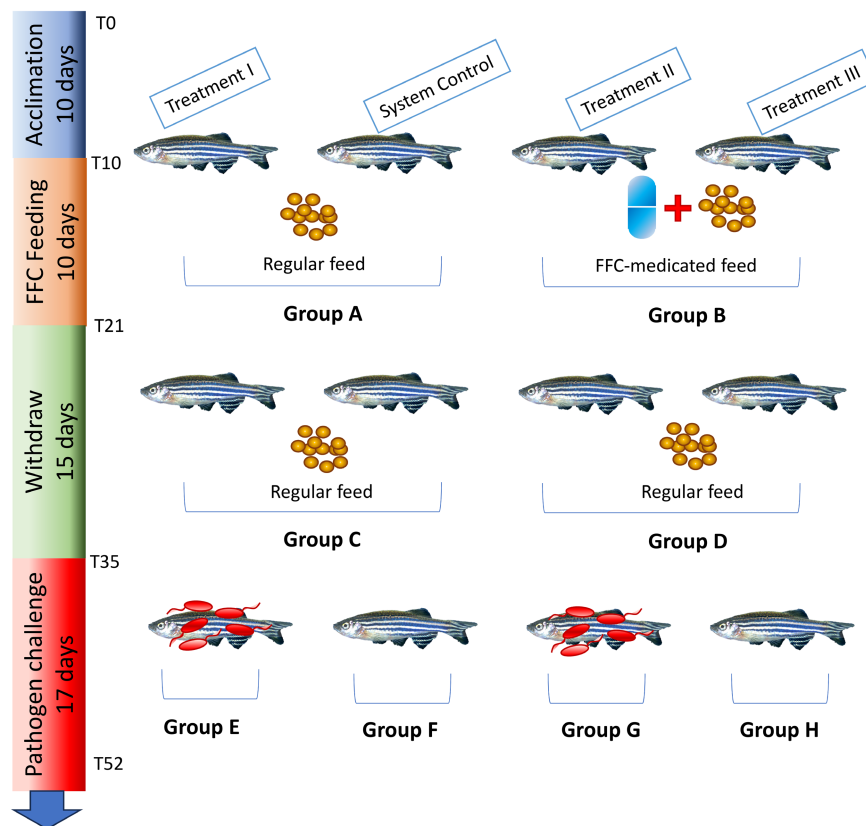 T0
Acclimation
10 days
Treatment I
System Control
Treatment II
Treatment III
T10
FFC Feeding
10 days
Regular feed
FFC-medicated feed
Group A
Group B
T21
Withdraw
15 days
Regular feed
Regular feed
Group C
Group D
T35
Pathogen challenge
17 days
Group E
Group F
Group G
Group H
T52